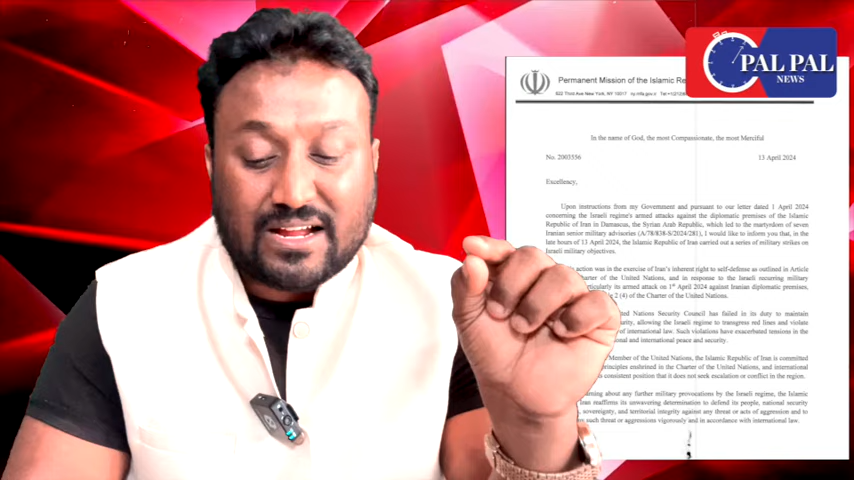 PAL PAL
NEWS
Permanent Mission of the Islamic Re
622 Third Ave New York,
In the name of God, the most Compassionate, the most Merciful
No. 2003556
13 April 2024
Excellency,
Upon instructions from my Government and pursuant to our letter dated 1 April 2024
concerning the Israeli regime's armed attacks against the diplomatic premises of the Islamic
Republic of Iran in Damascus, the Syrian Arab Republic, which led to the martyrdom of seven
Iranian senior military advisories (A/78/838-S/2024/281), I would like to inform you that, in the
late hours of 13 April 2024, the Islamic Republic of Iran carried out a series of military strikes on
Israeli military objectives.
action was in the exercise of Iran's inherent right to self-defense as outlined in Article
Charter of the United Nations, and in response to the Israeli recurring military
particularly its armed attack on 1st April 2024 against Iranian diplomatic premises,
2 (4) of the Charter of the United Nations.
United Nations Security Council has failed in its duty to maintain
allowing the Israeli regime to transgress red lines and violate
of international law. Such violations have exacerbated tensions in the
and international peace and security.
Member of the United Nations, the Islamic Republic of Iran is committed
principles enshrined in the Charter of the United Nations, and international
consistent position that it does not seek escalation or conflict in the region.
about any further military provocations by the Israeli regime, the Islamic
Iran reaffirms its unwavering determination to defend its people, national security
sovereignty, and territorial integrity against any threat or acts of aggression and to
such threat or aggressions vigorously and in accordance with international law.